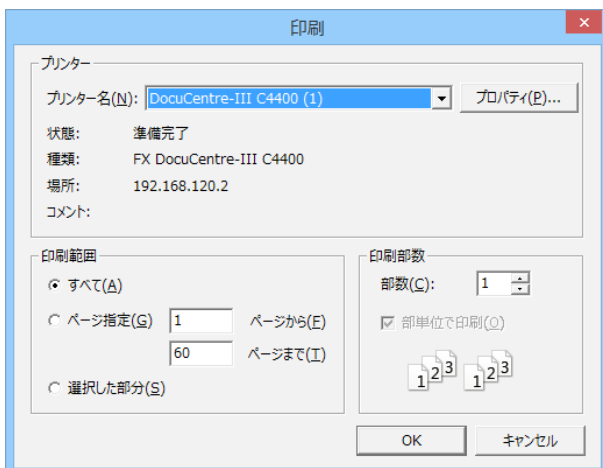 印刷
プリンター
プリンター名(N): DocuCentre-III C4400 (1) プロパティ(P)...
状態: 準備完了
種類: FX DocuCentre-III C4400
場所: 192.168.120.2
コメント:
印刷範囲
すべて(A)
ページ指定(G) 1 ページから(F)
60 ページまで(T)
選択した部分(S)
印刷部数
部数(C): 1
部単位で印刷(O)
1 2 3 1 2 3
OK キャンセル